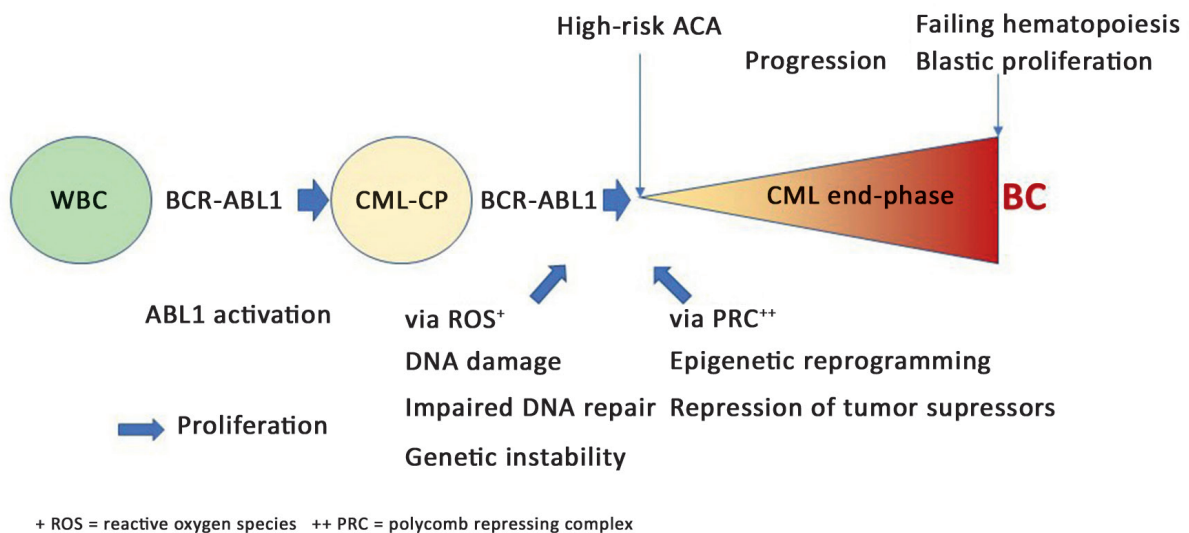 High-risk ACA
Failing hematopoiesis
Progression
Blastic proliferation
WBC
BCR-ABL1
CML-CP
BCR-ABL1
CML end-phase
BC
ABL1 activation
via ROS⁺
DNA damage
Impaired DNA repair
Genetic instability
via PRC⁺⁺
Epigenetic reprogramming
Repression of tumor supressors
Proliferation
+ ROS = reactive oxygen species ++ PRC = polycomb repressing complex